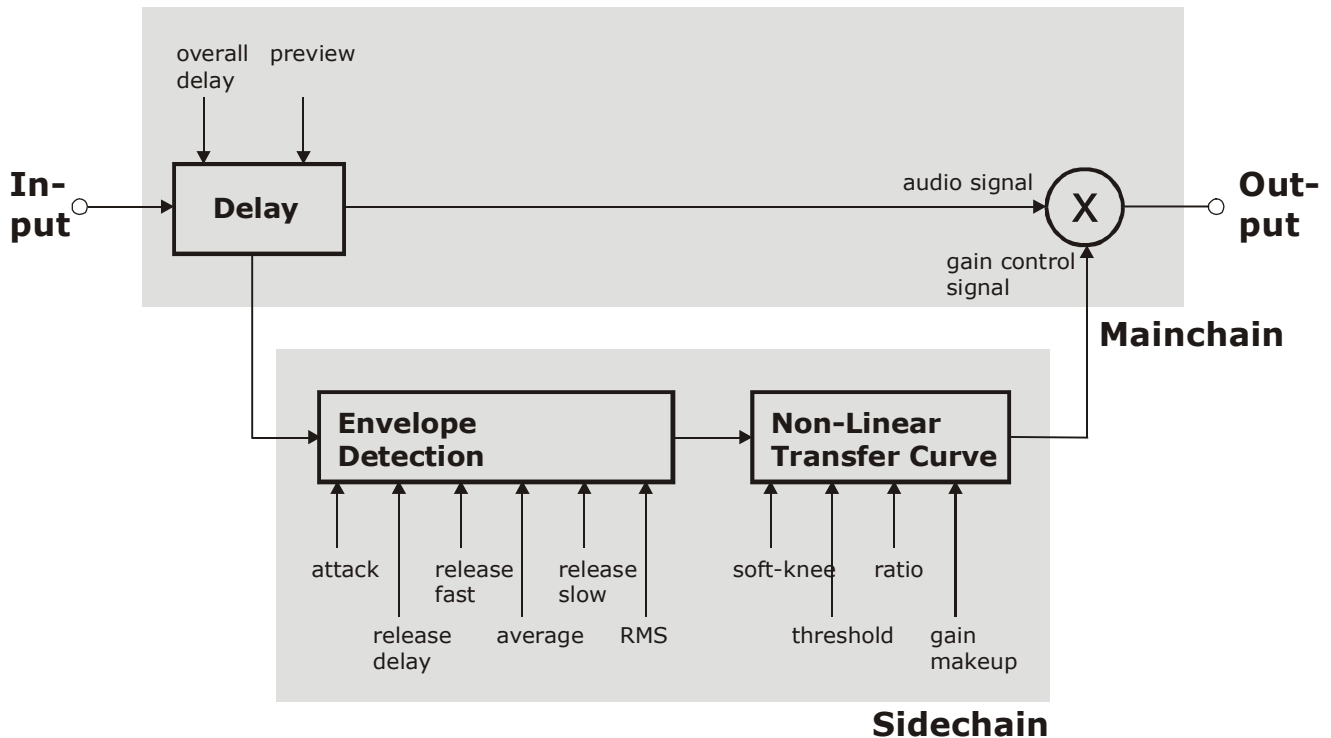 overall preview
delay
In-
put
Delay
audio signal
X
Out-
put
gain control
signal
Mainchain
Envelope
Detection
Non-Linear
Transfer Curve
attack
release
fast
release
slow
soft-knee
ratio
release
delay
average
RMS
threshold
gain
makeup
Sidechain